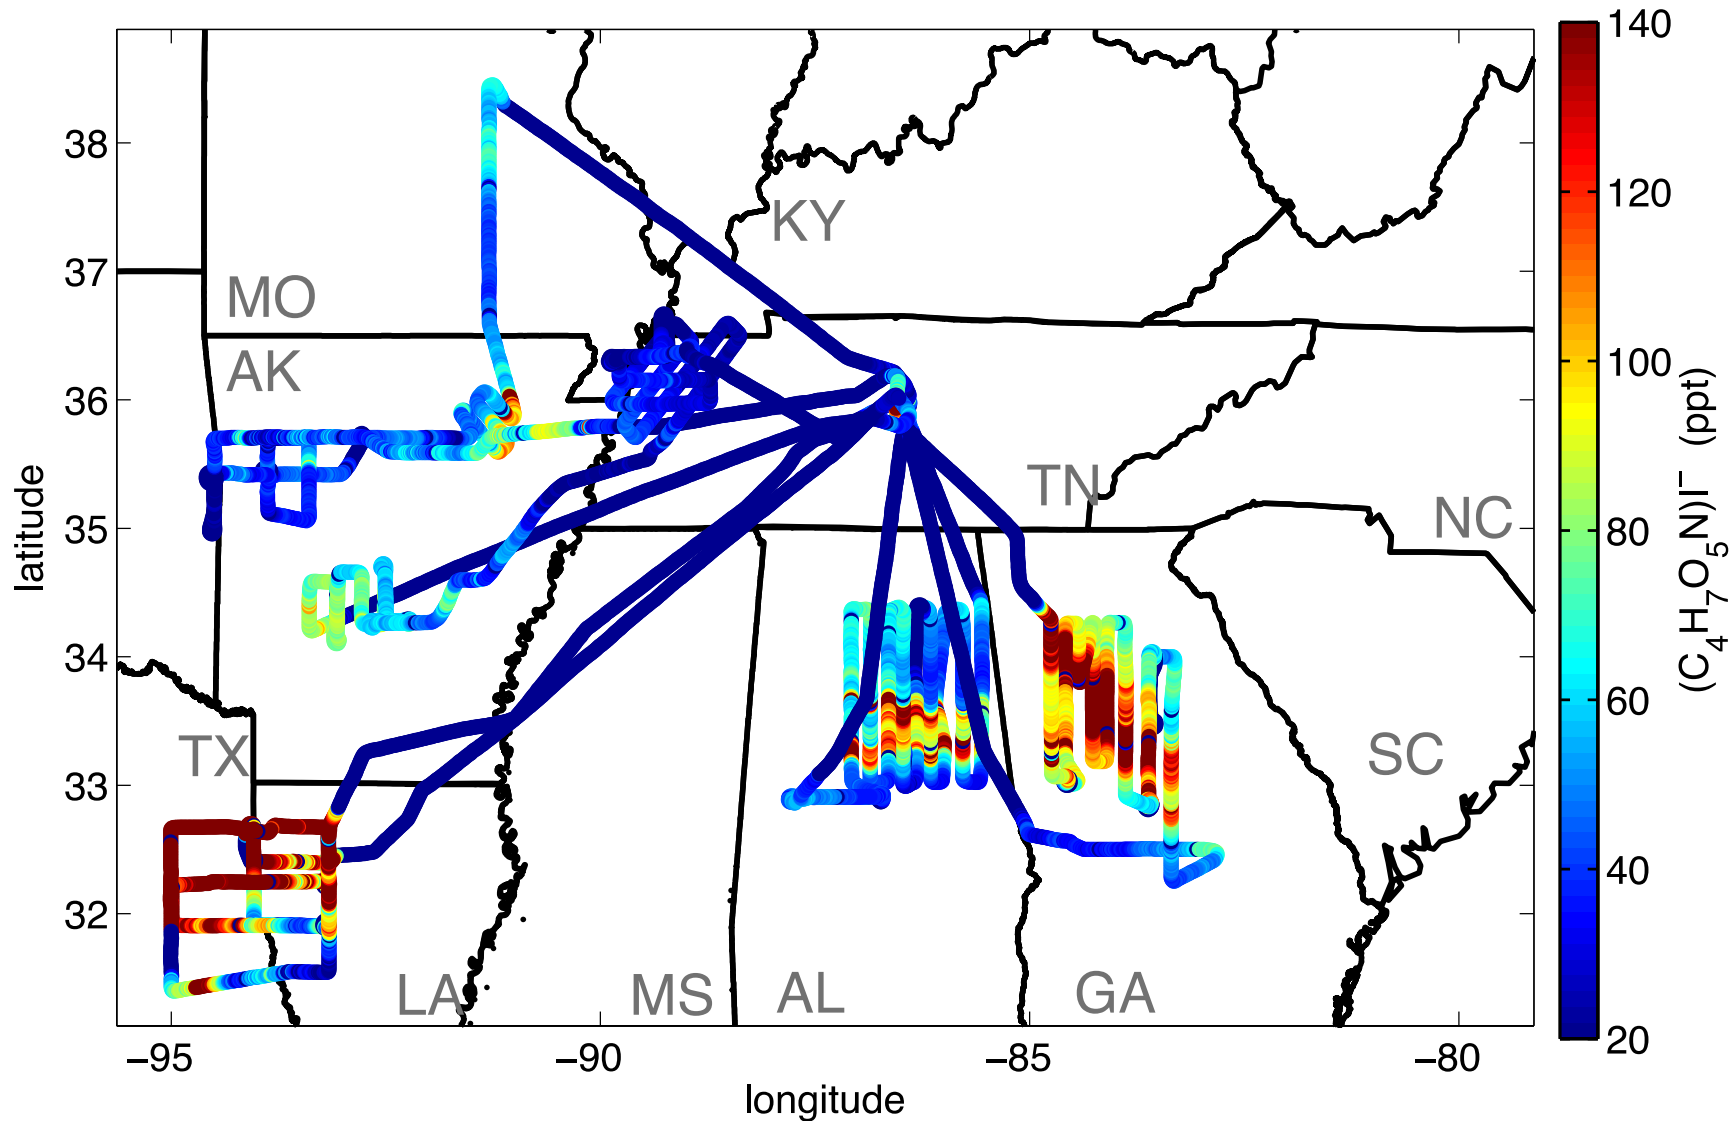 140
120
100
80
60
40
20
(C4H7O5N)I− (ppt)
38
37
36
35
34
33
32
latitude
−95
−90
−85
−80
longitude
KY
MO
AK
TN
NC
TX
SC
LA
MS
AL
GA